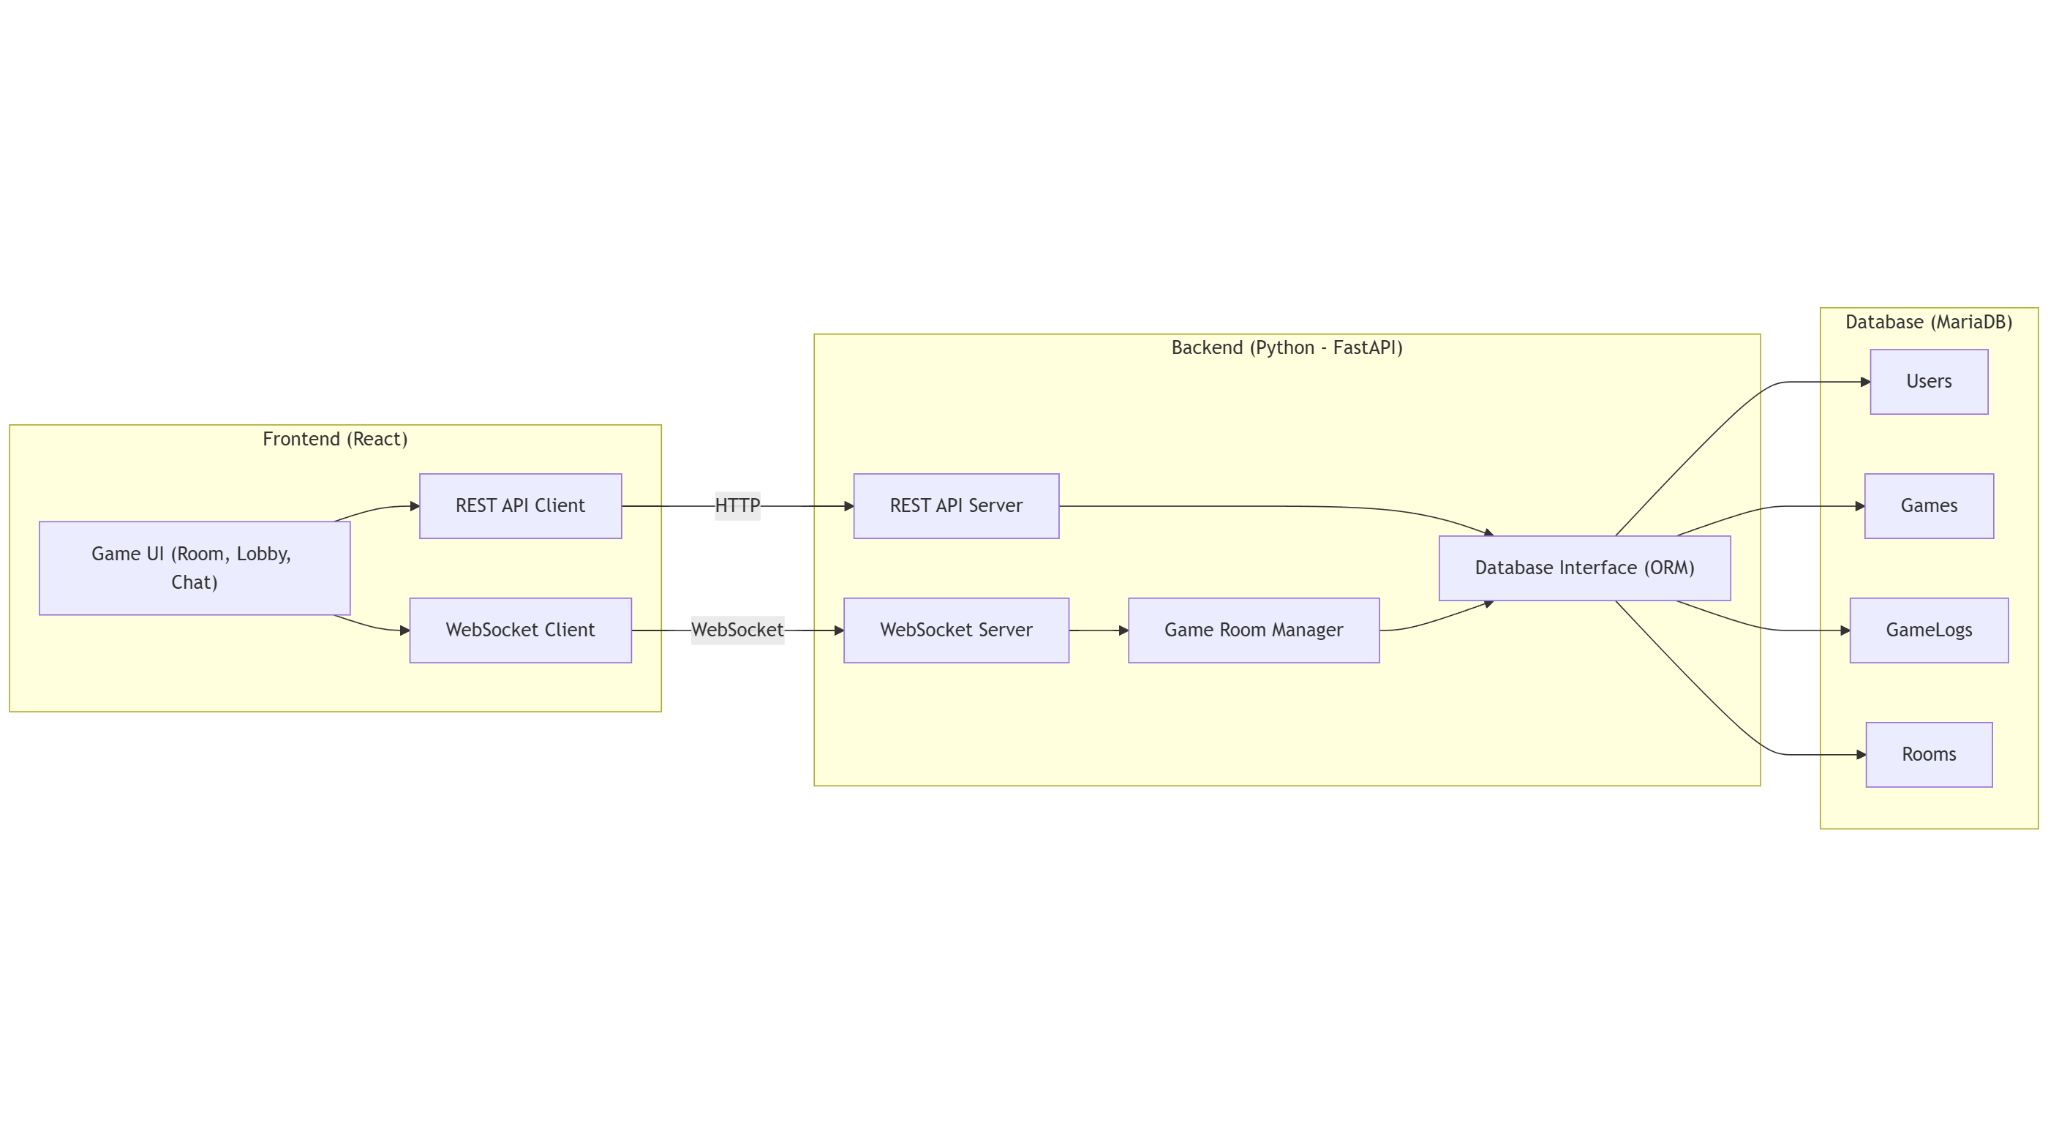 Frontend (React)
Game UI (Room, Lobby,
Chat)
REST API Client
WebSocket Client
HTTP
WebSocket
Backend (Python - FastAPI)
REST API Server
WebSocket Server
Game Room Manager
Database Interface (ORM)
Database (MariaDB)
Users
Games
GameLogs
Rooms